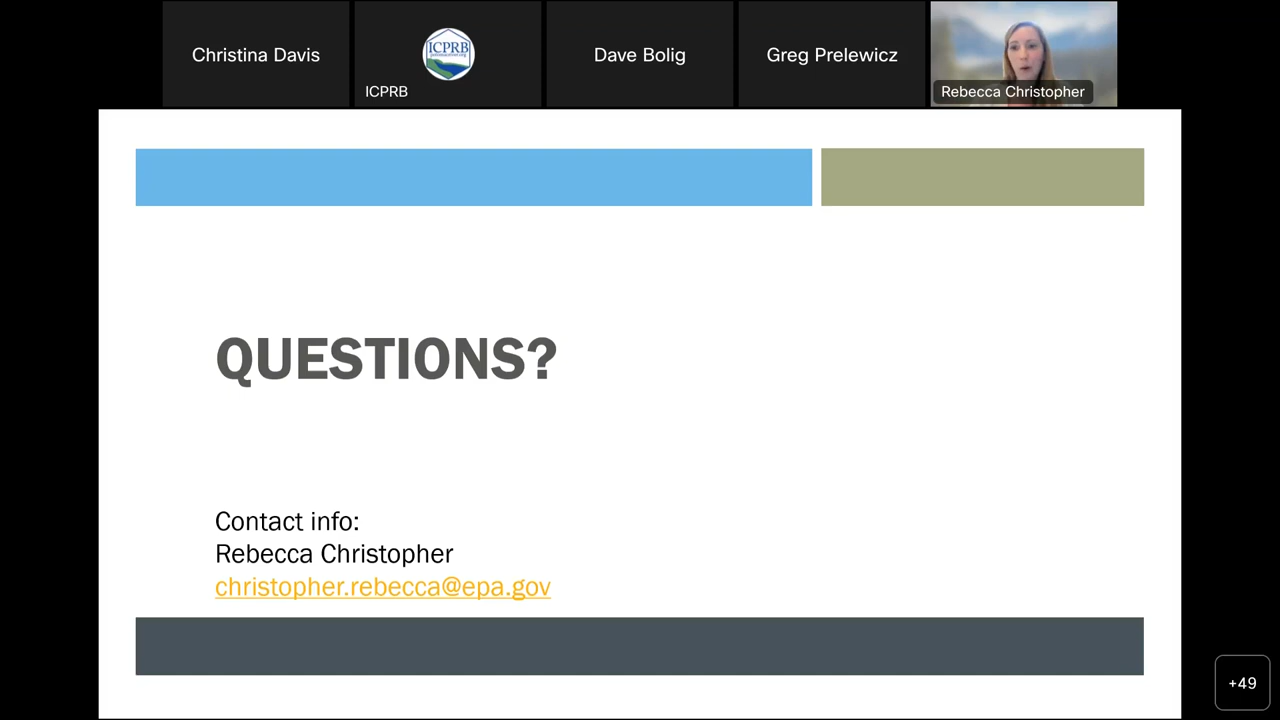 Christina Davis
ICPRB
ICPRB
Dave Bolig
Greg Prelewicz
Rebecca Christopher
QUESTIONS?
Contact info:
Rebecca Christopher
christopher.rebecca@epa.gov
+49